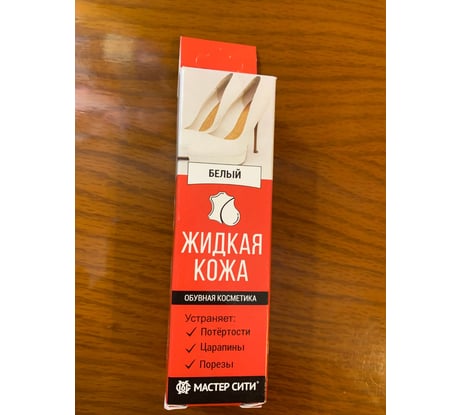 БЕЛЫЙ
ЖИДКАЯ
КОЖА
ОБУВНАЯ КОСМЕТИКА
Устраняет:
Потёртости
Царапины
Порезы
МАСТЕР СИТИ®